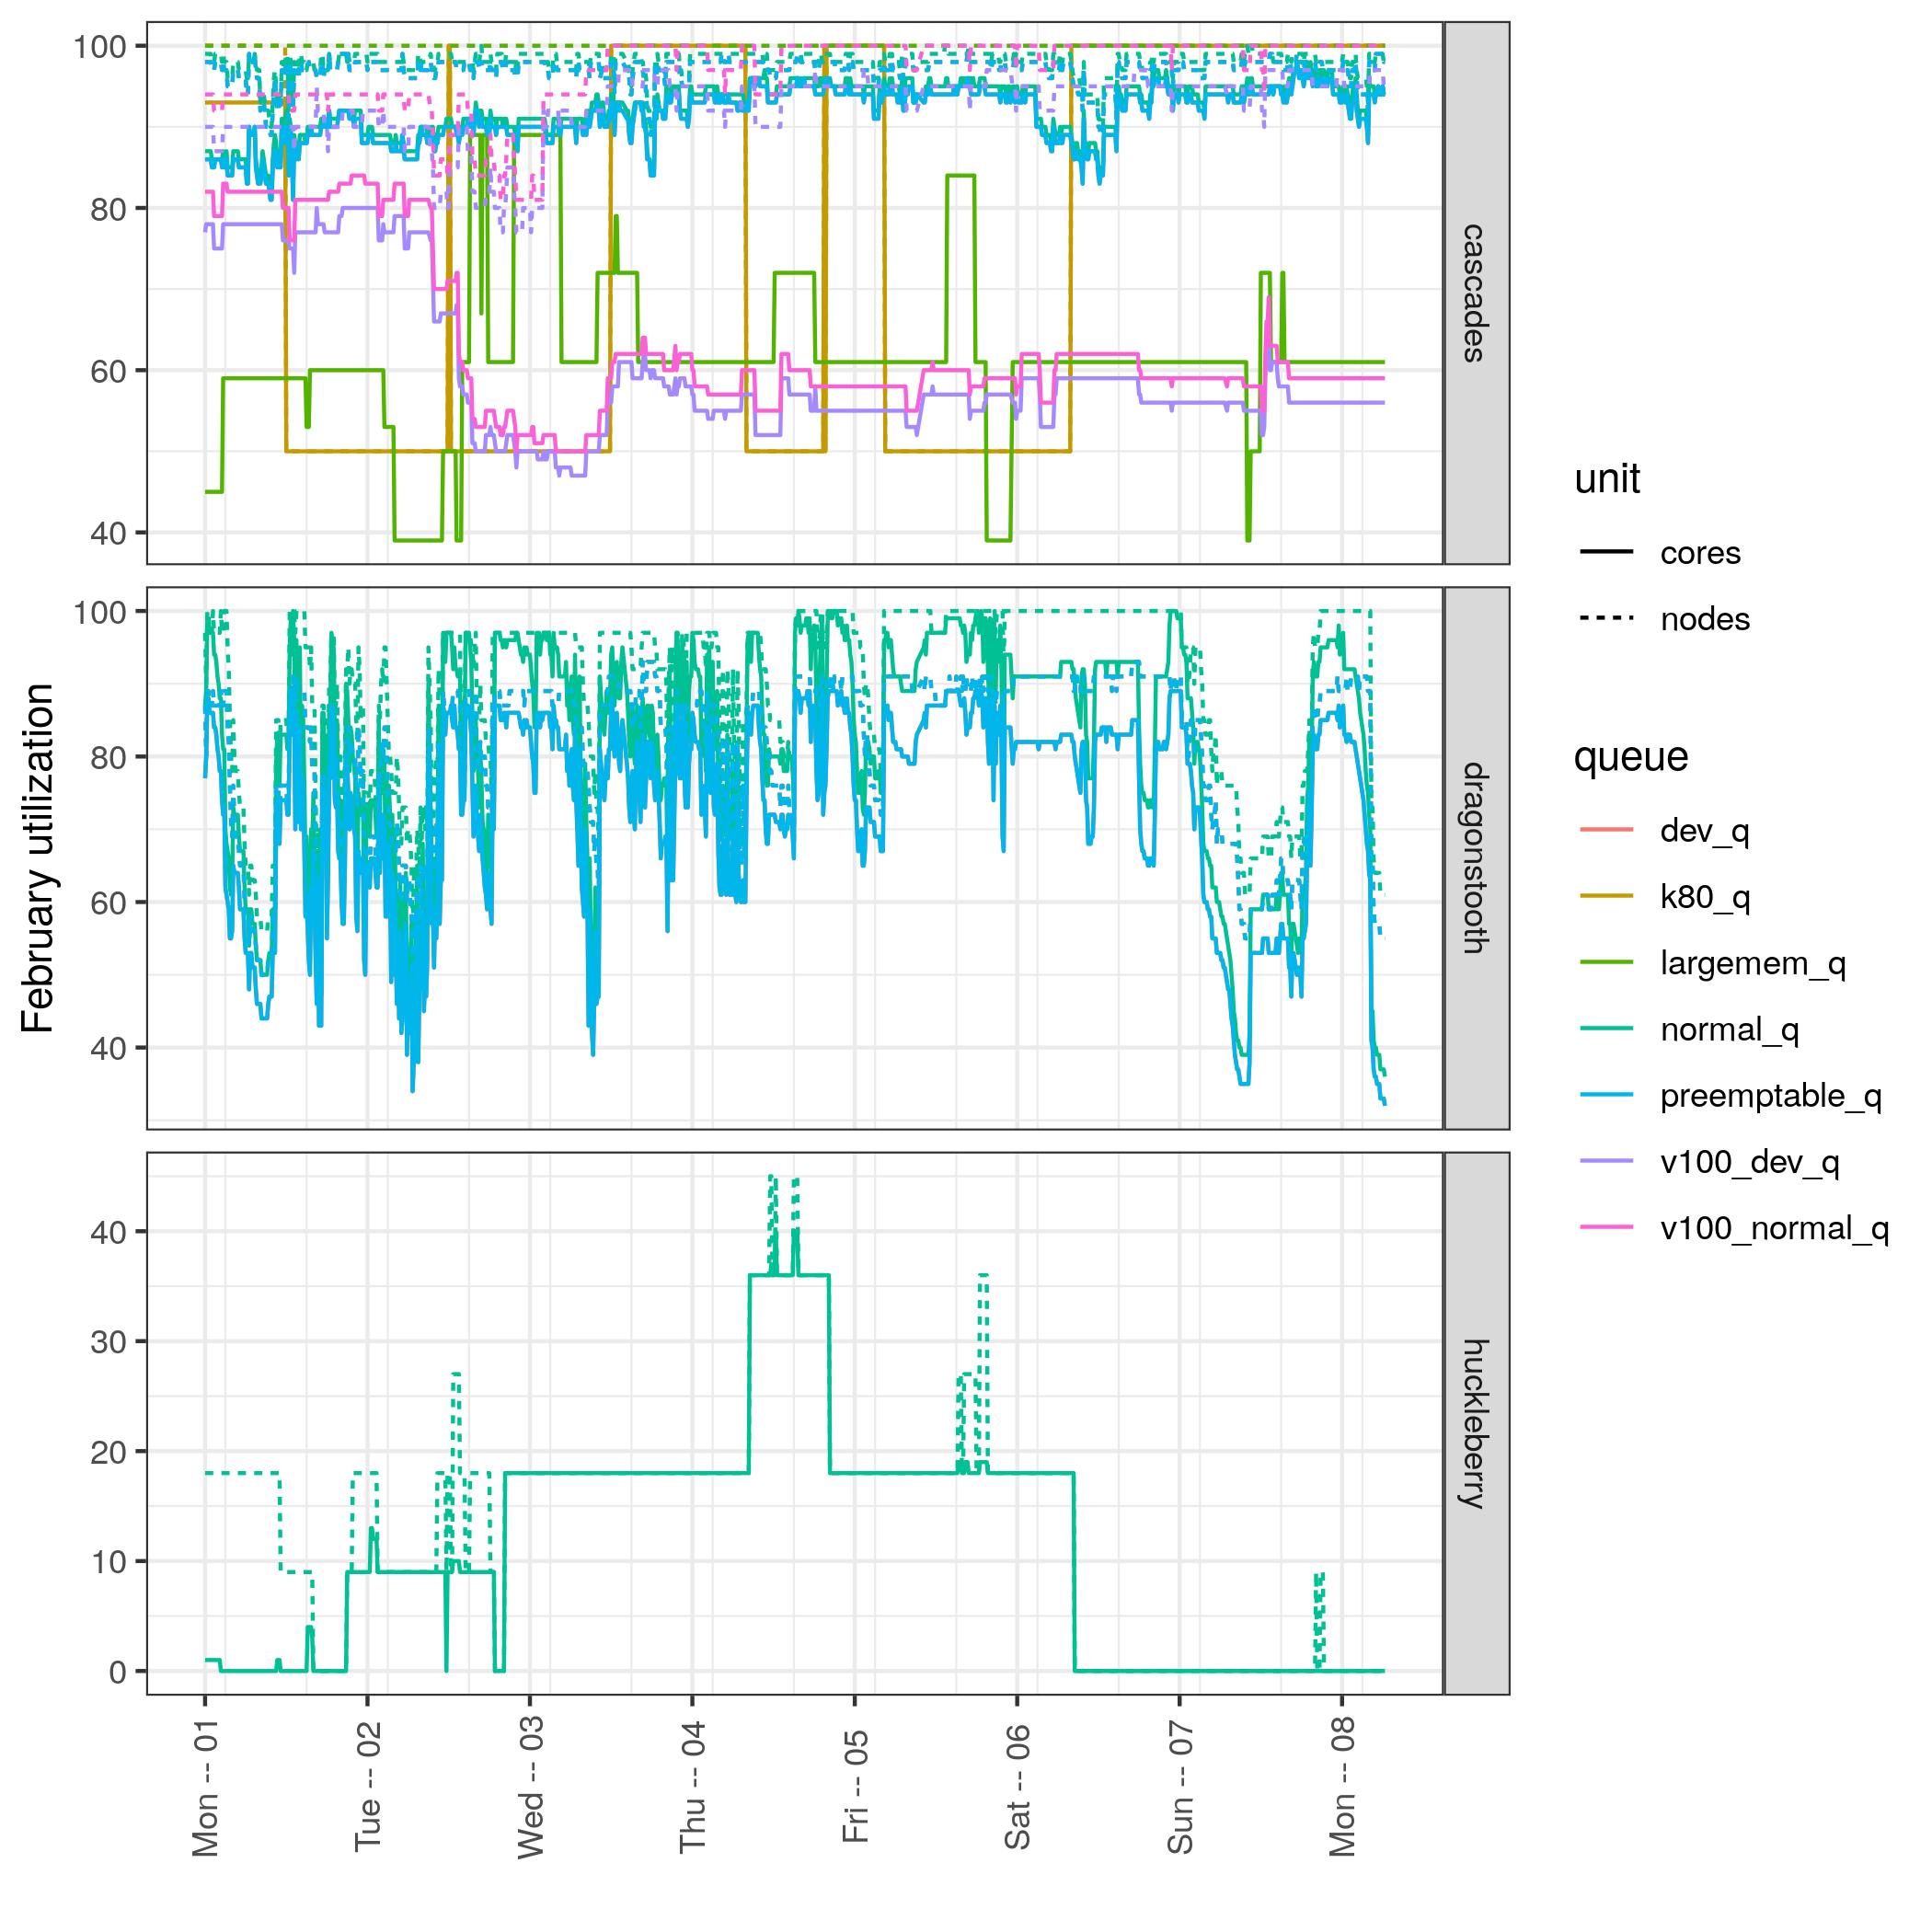 100
80
60
40
cascades
100
80
60
40
dragonstooth
40
30
20
10
0
huckleberry
February utilization
Mon -- 01
Tue -- 02
Wed -- 03
Thu -- 04
Fri -- 05
Sat -- 06
Sun -- 07
Mon -- 08
unit
cores
nodes
queue
dev_q
k80_q
largemem_q
normal_q
preemptable_q
v100_dev_q
v100_normal_q